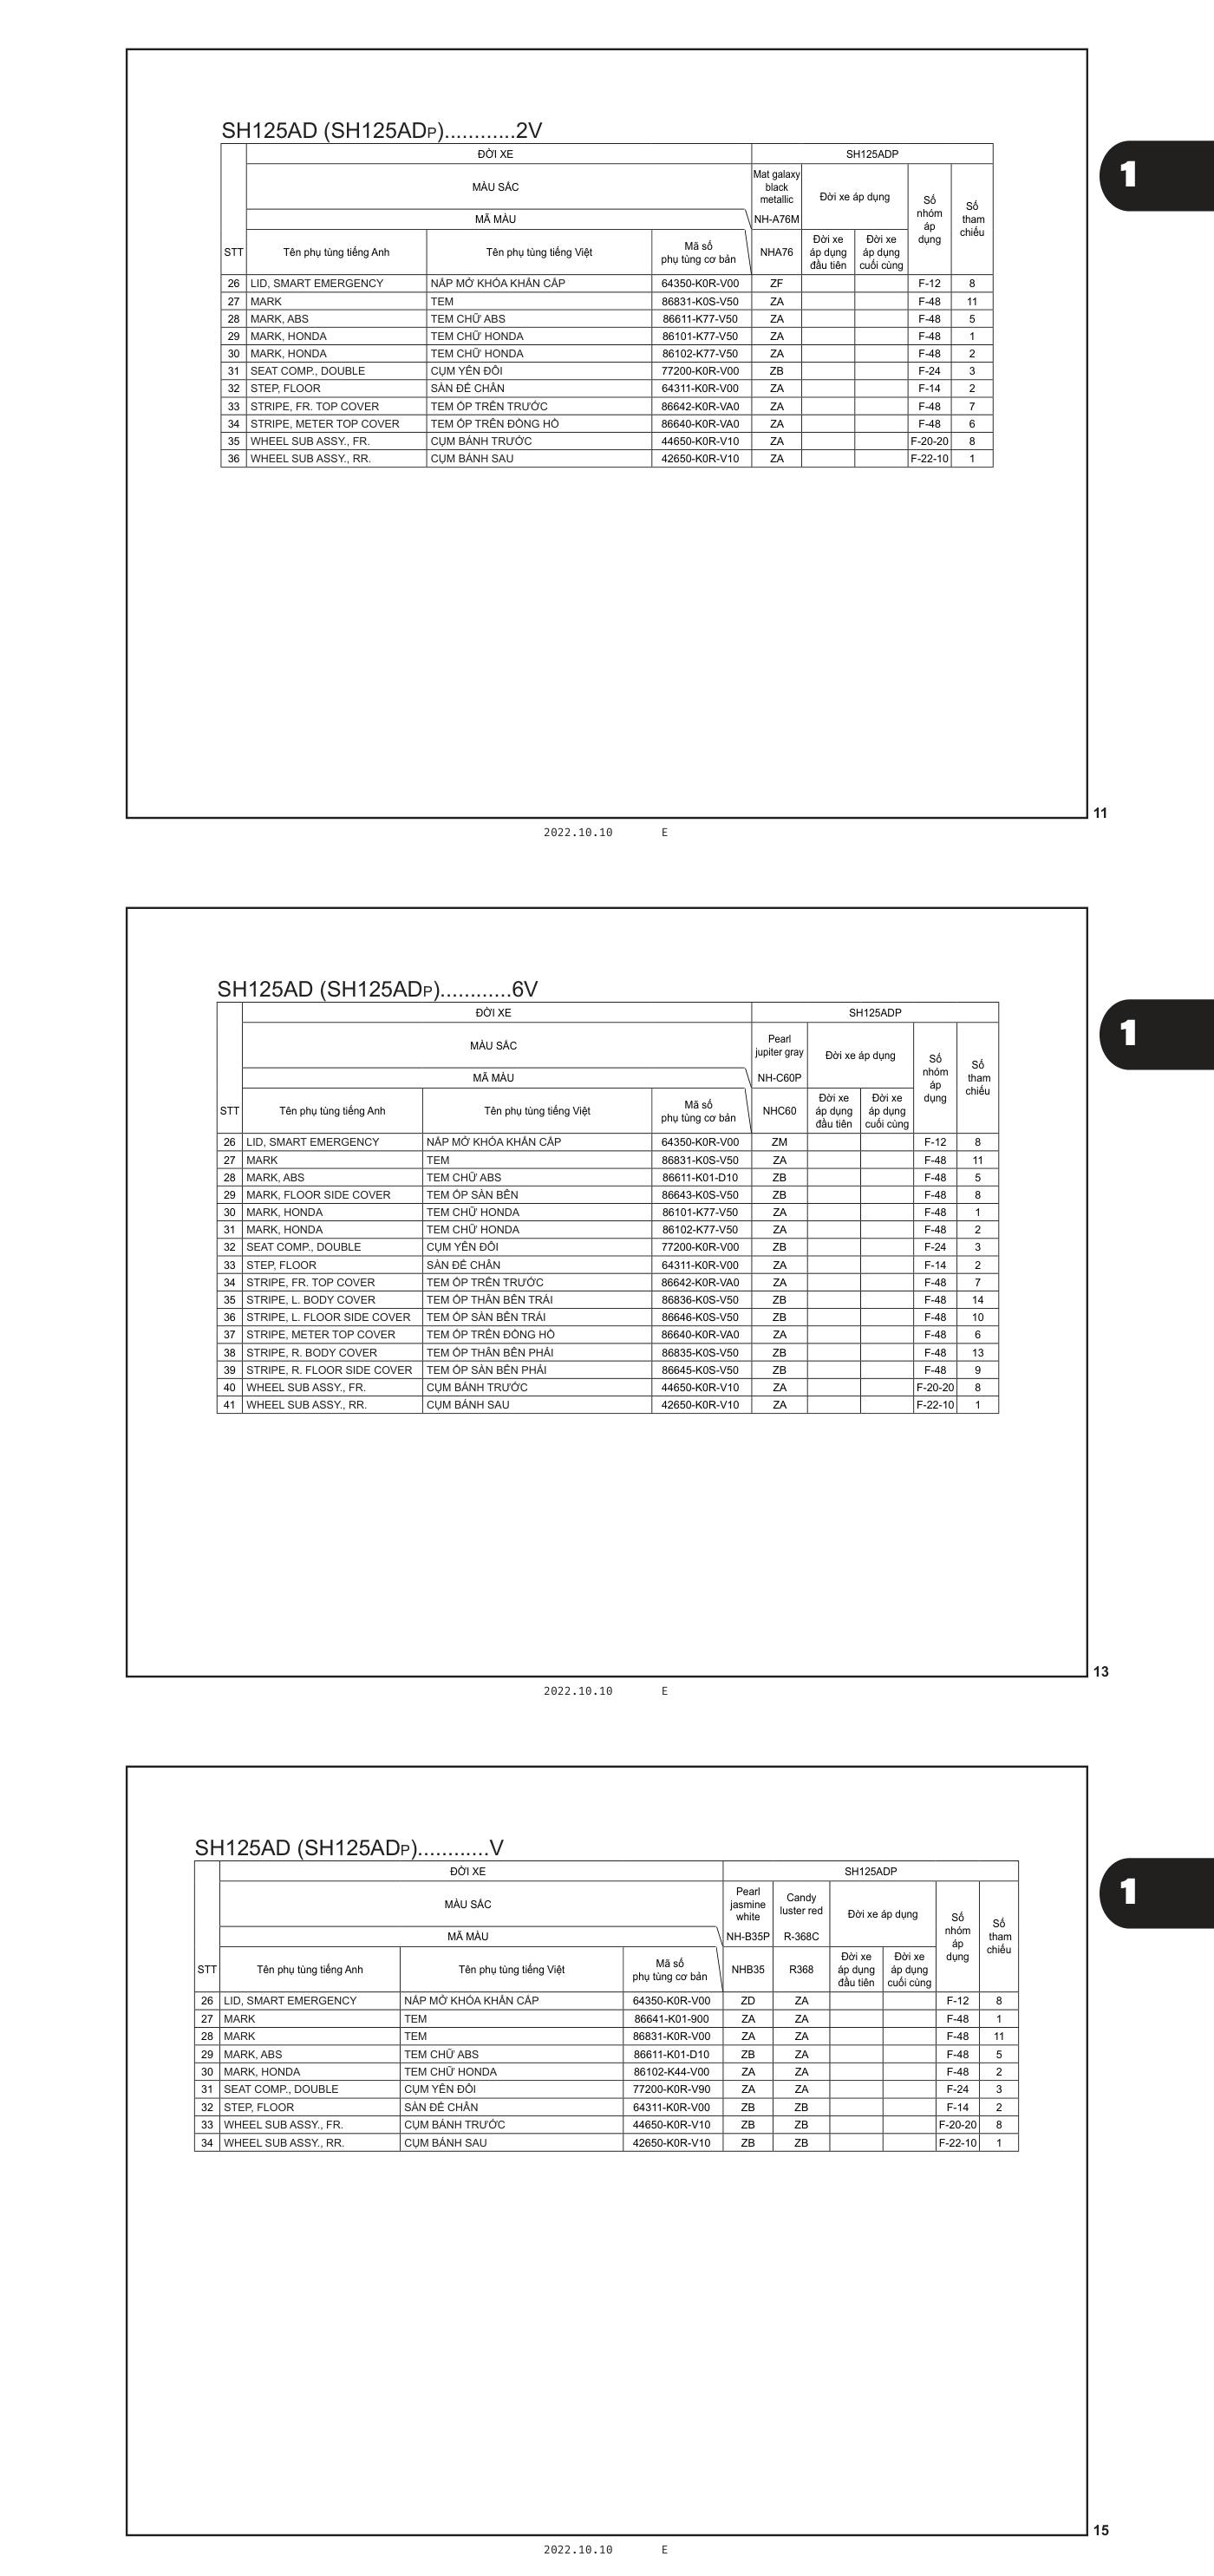 SH125AD (SH125ADP)............2V
ĐỜI XE SH125ADP
MÀU SẮC Mat galaxy black metallic Đời xe áp dụng Số nhóm áp dụng Số tham chiếu
MÃ MÀU NH-A76M
STT Tên phụ tùng tiếng Anh Tên phụ tùng tiếng Việt Mã số phụ tùng cơ bản NHA76 Đời xe áp dụng đầu tiên Đời xe áp dụng cuối cùng
26 LID, SMART EMERGENCY NẮP MỞ KHÓA KHẨN CẤP 64350-K0R-V00 ZF F-12 8
27 MARK TEM 86831-K0S-V50 ZA F-48 11
28 MARK, ABS TEM CHỮ ABS 86611-K77-V50 ZA F-48 5
29 MARK, HONDA TEM CHỮ HONDA 86101-K77-V50 ZA F-48 1
30 MARK, HONDA TEM CHỮ HONDA 86102-K77-V50 ZA F-48 2
31 SEAT COMP., DOUBLE CỤM YÊN ĐÔI 77200-K0R-V00 ZB F-24 3
32 STEP, FLOOR SÀN ĐỂ CHÂN 64311-K0R-V00 ZA F-14 2
33 STRIPE, FR. TOP COVER TEM ỐP TRÊN TRƯỚC 86642-K0R-VA0 ZA F-48 7
34 STRIPE, METER TOP COVER TEM ỐP TRÊN ĐỒNG HỒ 86640-K0R-VA0 ZA F-48 6
35 WHEEL SUB ASSY., FR. CỤM BÁNH TRƯỚC 44650-K0R-V10 ZA F-20-20 8
36 WHEEL SUB ASSY., RR. CỤM BÁNH SAU 42650-K0R-V10 ZA F-22-10 1
1
11
2022.10.10 E
SH125AD (SH125ADP)............6V
ĐỜI XE SH125ADP
MÀU SẮC Pearl jupiter gray Đời xe áp dụng Số nhóm áp dụng Số tham chiếu
MÃ MÀU NH-C60P
STT Tên phụ tùng tiếng Anh Tên phụ tùng tiếng Việt Mã số phụ tùng cơ bản NHC60 Đời xe áp dụng đầu tiên Đời xe áp dụng cuối cùng
26 LID, SMART EMERGENCY NẮP MỞ KHÓA KHẨN CẤP 64350-K0R-V00 ZM F-12 8
27 MARK TEM 86831-K0S-V50 ZA F-48 11
28 MARK, ABS TEM CHỮ ABS 86611-K01-D10 ZB F-48 5
29 MARK, FLOOR SIDE COVER TEM ỐP SÀN BÊN 86643-K0S-V50 ZB F-48 8
30 MARK, HONDA TEM CHỮ HONDA 86101-K77-V50 ZA F-48 1
31 MARK, HONDA TEM CHỮ HONDA 86102-K77-V50 ZA F-48 2
32 SEAT COMP., DOUBLE CỤM YÊN ĐÔI 77200-K0R-V00 ZB F-24 3
33 STEP, FLOOR SÀN ĐỂ CHÂN 64311-K0R-V00 ZA F-14 2
34 STRIPE, FR. TOP COVER TEM ỐP TRÊN TRƯỚC 86642-K0R-VA0 ZA F-48 7
35 STRIPE, L. BODY COVER TEM ỐP THÂN BÊN TRÁI 86836-K0S-V50 ZB F-48 14
36 STRIPE, L. FLOOR SIDE COVER TEM ỐP SÀN BÊN TRÁI 86646-K0S-V50 ZB F-48 10
37 STRIPE, METER TOP COVER TEM ỐP TRÊN ĐỒNG HỒ 86640-K0R-VA0 ZA F-48 6
38 STRIPE, R. BODY COVER TEM ỐP THÂN BÊN PHẢI 86835-K0S-V50 ZB F-48 13
39 STRIPE, R. FLOOR SIDE COVER TEM ỐP SÀN BÊN PHẢI 86645-K0S-V50 ZB F-48 9
40 WHEEL SUB ASSY., FR. CỤM BÁNH TRƯỚC 44650-K0R-V10 ZA F-20-20 8
41 WHEEL SUB ASSY., RR. CỤM BÁNH SAU 42650-K0R-V10 ZA F-22-10 1
1
13
2022.10.10 E
SH125AD (SH125ADP)............V
ĐỜI XE SH125ADP
MÀU SẮC Pearl jasmine white Candy luster red Đời xe áp dụng Số nhóm áp dụng Số tham chiếu
MÃ MÀU NH-B35P R-368C
STT Tên phụ tùng tiếng Anh Tên phụ tùng tiếng Việt Mã số phụ tùng cơ bản NHB35 R368 Đời xe áp dụng đầu tiên Đời xe áp dụng cuối cùng
26 LID, SMART EMERGENCY NẮP MỞ KHÓA KHẨN CẤP 64350-K0R-V00 ZD ZA F-12 8
27 MARK TEM 86641-K01-900 ZA ZA F-48 1
28 MARK TEM 86831-K0R-V00 ZA ZA F-48 11
29 MARK, ABS TEM CHỮ ABS 86611-K01-D10 ZB ZA F-48 5
30 MARK, HONDA TEM CHỮ HONDA 86102-K44-V00 ZA ZA F-48 2
31 SEAT COMP., DOUBLE CỤM YÊN ĐÔI 77200-K0R-V90 ZA ZA F-24 3
32 STEP, FLOOR SÀN ĐỂ CHÂN 64311-K0R-V00 ZB ZB F-14 2
33 WHEEL SUB ASSY., FR. CỤM BÁNH TRƯỚC 44650-K0R-V10 ZB ZB F-20-20 8
34 WHEEL SUB ASSY., RR. CỤM BÁNH SAU 42650-K0R-V10 ZB ZB F-22-10 1
1
15
2022.10.10 E